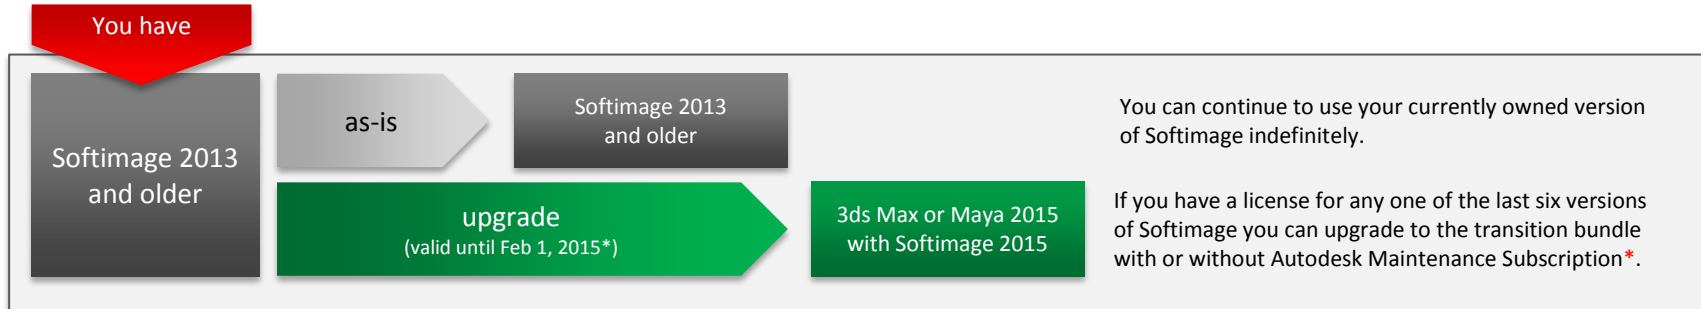 You have
Softimage 2013
and older
as-is
Softimage 2013
and older
You can continue to use your currently owned version
of Softimage indefinitely.
upgrade
(valid until Feb 1, 2015*)
3ds Max or Maya 2015
with Softimage 2015
If you have a license for any one of the last six versions
of Softimage you can upgrade to the transition bundle
with or without Autodesk Maintenance Subscription*.